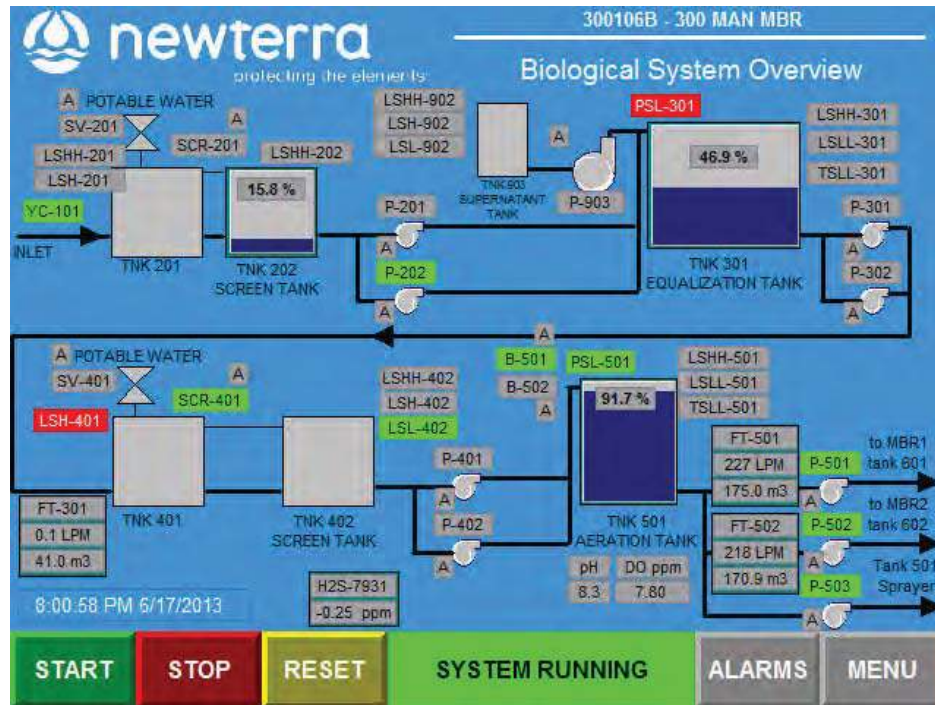 newterra
protecting the elements
300106B - 300 MAN MBR
Biological System Overview
A POTABLE WATER
SV-201
A
SCR-201
LSHH-201
LSH-201
LSHH-202
YC-101
INLET
TNK 201
15.8 %
TNK 202
SCREEN TANK
LSHH-902
LSH-902
LSL-902
TNK 903
SUPERNATANT
TANK
A
P-903
P-201
A
P-202
A
PSL-301
46.9 %
TNK 301
EQUALIZATION TANK
LSHH-301
LSLL-301
TSLL-301
P-301
A
P-302
A
A POTABLE WATER
SV-401
A
SCR-401
LSH-401
TNK 401
FT-301
0.1 LPM
41.0 m3
LSHH-402
LSH-402
LSL-402
TNK 402
SCREEN TANK
P-401
A
P-402
A
A
B-501
B-502
A
PSL-501
91.7 %
TNK 501
AERATION TANK
LSHH-501
LSLL-501
TSLL-501
pH DO ppm
8.3 7.80
FT-501
227 LPM
175.0 m3
P-501
A
to MBR1
tank 601
FT-502
218 LPM
170.9 m3
P-502
A
to MBR2
tank 602
P-503
A
Tank 501
Sprayer
H2S-7931
-0.25 ppm
8:00:58 PM 6/17/2013
START STOP RESET SYSTEM RUNNING ALARMS MENU